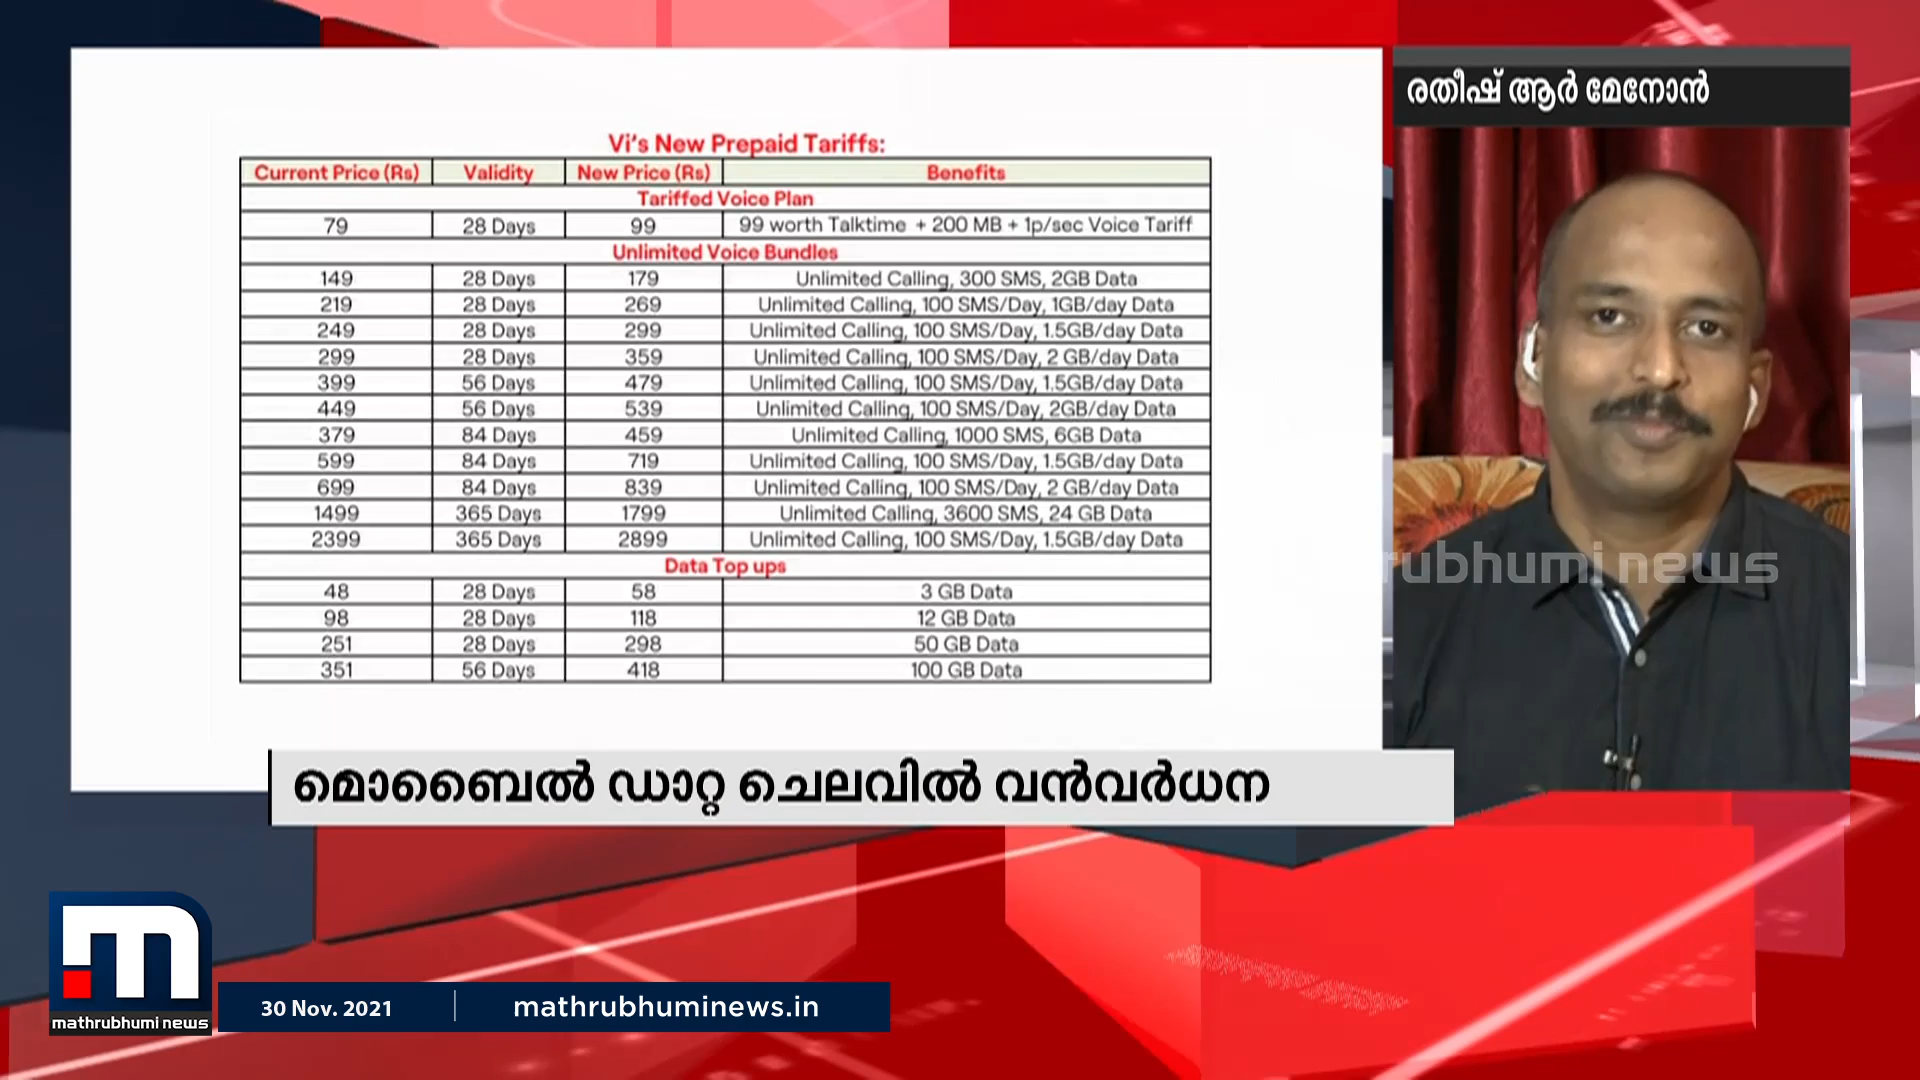 രതീഷ് ആർ മേനോൻ
Vi's New Prepaid Tariffs:
Current Price (Rs) Validity New Price (Rs) Benefits
Tariffed Voice Plan
79 28 Days 99 99 worth Talktime + 200 MB + 1p/sec Voice Tariff
Unlimited Voice Bundles
149 28 Days 179 Unlimited Calling, 300 SMS, 2GB Data
219 28 Days 269 Unlimited Calling, 100 SMS/Day, 1GB/day Data
249 28 Days 299 Unlimited Calling, 100 SMS/Day, 1.5GB/day Data
299 28 Days 359 Unlimited Calling, 100 SMS/Day, 2 GB/day Data
399 56 Days 479 Unlimited Calling, 100 SMS/Day, 1.5GB/day Data
449 56 Days 539 Unlimited Calling, 100 SMS/Day, 2GB/day Data
379 84 Days 459 Unlimited Calling, 1000 SMS, 6GB Data
599 84 Days 719 Unlimited Calling, 100 SMS/Day, 1.5GB/day Data
699 84 Days 839 Unlimited Calling, 100 SMS/Day, 2 GB/day Data
1499 365 Days 1799 Unlimited Calling, 3600 SMS, 24 GB Data
2399 365 Days 2899 Unlimited Calling, 100 SMS/Day, 1.5GB/day Data
Data Top ups
48 28 Days 58 3 GB Data
98 28 Days 118 12 GB Data
251 28 Days 298 50 GB Data
351 56 Days 418 100 GB Data
rubhumi news
മൊബൈൽ ഡാറ്റ ചെലവിൽ വൻവർധന
mathrubhumi news
30 Nov. 2021 mathrubhuminews.in